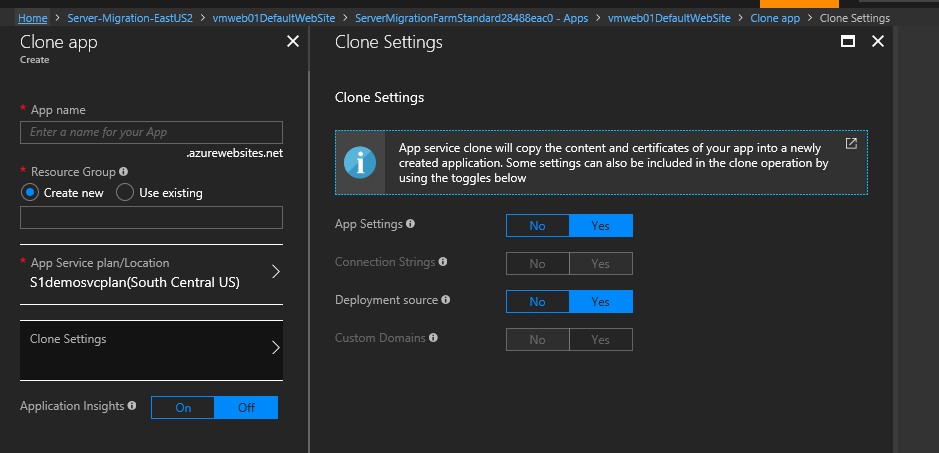 Home > Server-Migration-EastUS2 > vmweb01DefaultWebSite > ServerMigrationFarmStandard28488eac0 - Apps > vmweb01DefaultWebSite > Clone app > Clone Settings
Clone app
Create
* App name
Enter a name for your App
.azurewebsites.net
* Resource Group
Create new Use existing
* App Service plan/Location
S1demosvcplan(South Central US)
Clone Settings
Application Insights On Off
Clone Settings
Clone Settings
App service clone will copy the content and certificates of your app into a newly
created application. Some settings can also be included in the clone operation by
using the toggles below
App Settings No Yes
Connection Strings No Yes
Deployment source No Yes
Custom Domains No Yes